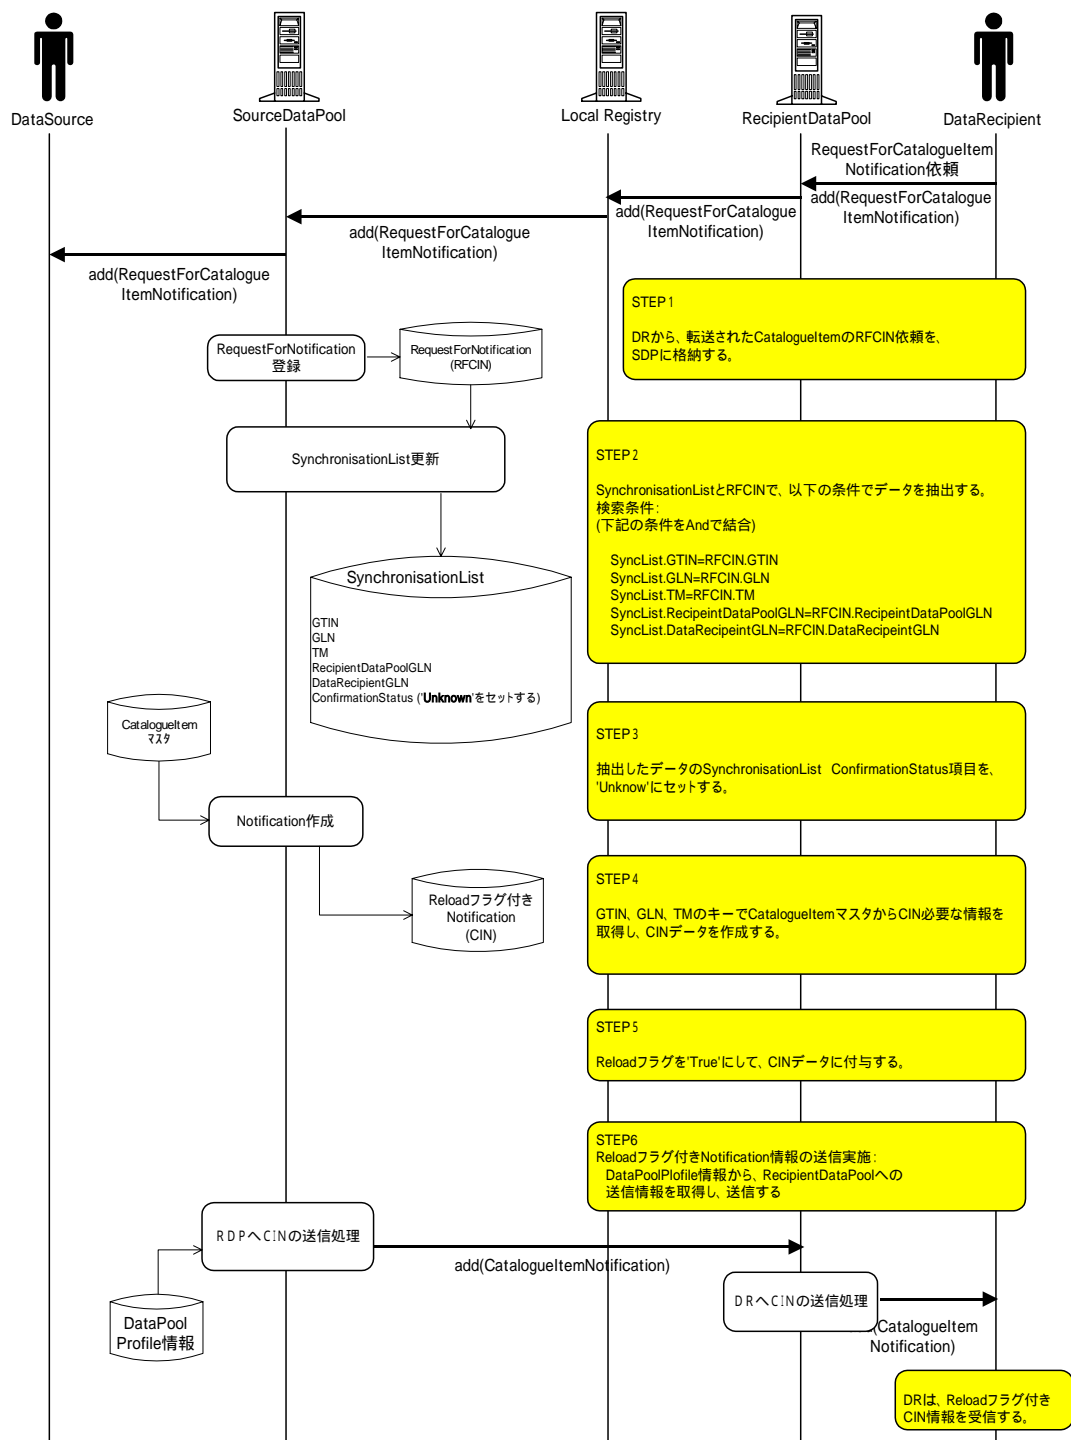 DataSource
SourceDataPool
Local Registry
RecipientDataPool
DataRecipient
RequestForCatalogueItem
Notification依頼
add(RequestForCatalogue
ItemNotification)
add(RequestForCatalogue
ItemNotification)
add(RequestForCatalogue
ItemNotification)
add(RequestForCatalogue
ItemNotification)
STEP1
DRから、転送されたCatalogueItemのRFCIN依頼を、
SDPに格納する。
RequestForNotification
登録
RequestForNotification
(RFCIN)
SynchronisationList更新
STEP2
SynchronisationListとRFCINで、以下の条件でデータを抽出する。
検索条件:
(下記の条件をAndで結合)
SyncList.GTIN=RFCIN.GTIN
SyncList.GLN=RFCIN.GLN
SyncList.TM=RFCIN.TM
SyncList.RecipeintDataPoolGLN=RFCIN.RecipeintDataPoolGLN
SyncList.DataRecipeintGLN=RFCIN.DataRecipeintGLN
SynchronisationList
GTIN
GLN
TM
RecipientDataPoolGLN
DataRecipientGLN
ConfirmationStatus ('Unknown'をセットする)
CatalogueItem
マスタ
STEP3
抽出したデータのSynchronisationList ConfirmationStatus項目を、
'Unknow'にセットする。
Notification作成
STEP4
GTIN、GLN、TMのキーでCatalogueItemマスタからCIN必要な情報を
取得し、CINデータを作成する。
Reloadフラグ付き
Notification
(CIN)
STEP5
Reloadフラグを'True'にして、CINデータに付与する。
STEP6
Reloadフラグ付きNotification情報の送信実施:
DataPoolPlofile情報から、RecipientDataPoolへの
送信情報を取得し、送信する
RDPへCINの送信処理
add(CatalogueItemNotification)
DRへCINの送信処理
(CatalogueItem
Notification)
DataPool
Profile情報
DRは、Reloadフラグ付き
CIN情報を受信する。